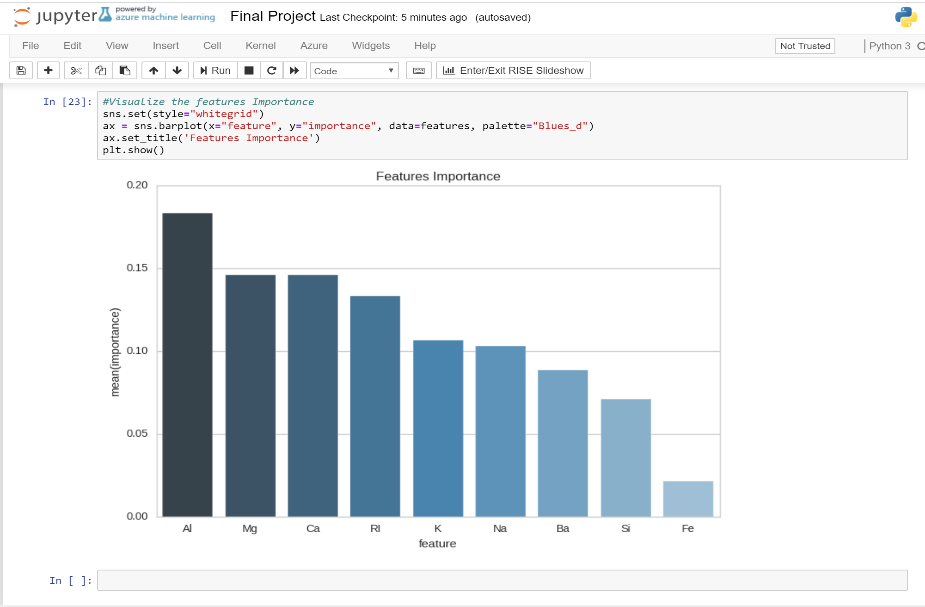 jupyter powered by azure machine learning Final Project Last Checkpoint: 5 minutes ago (autosaved)
File Edit View Insert Cell Kernel Azure Widgets Help Not Trusted Python 3
Run Code Enter/Exit RISE Slideshow
In [23]: #Visualize the features Importance
sns.set(style="whitegrid")
ax = sns.barplot(x="feature", y="importance", data=features, palette="Blues_d")
ax.set_title('Features Importance')
plt.show()
Features Importance
0.20
0.15
0.10
0.05
0.00
mean(importance)
Al Mg Ca RI K Na Ba Si Fe
feature
In [ ]: